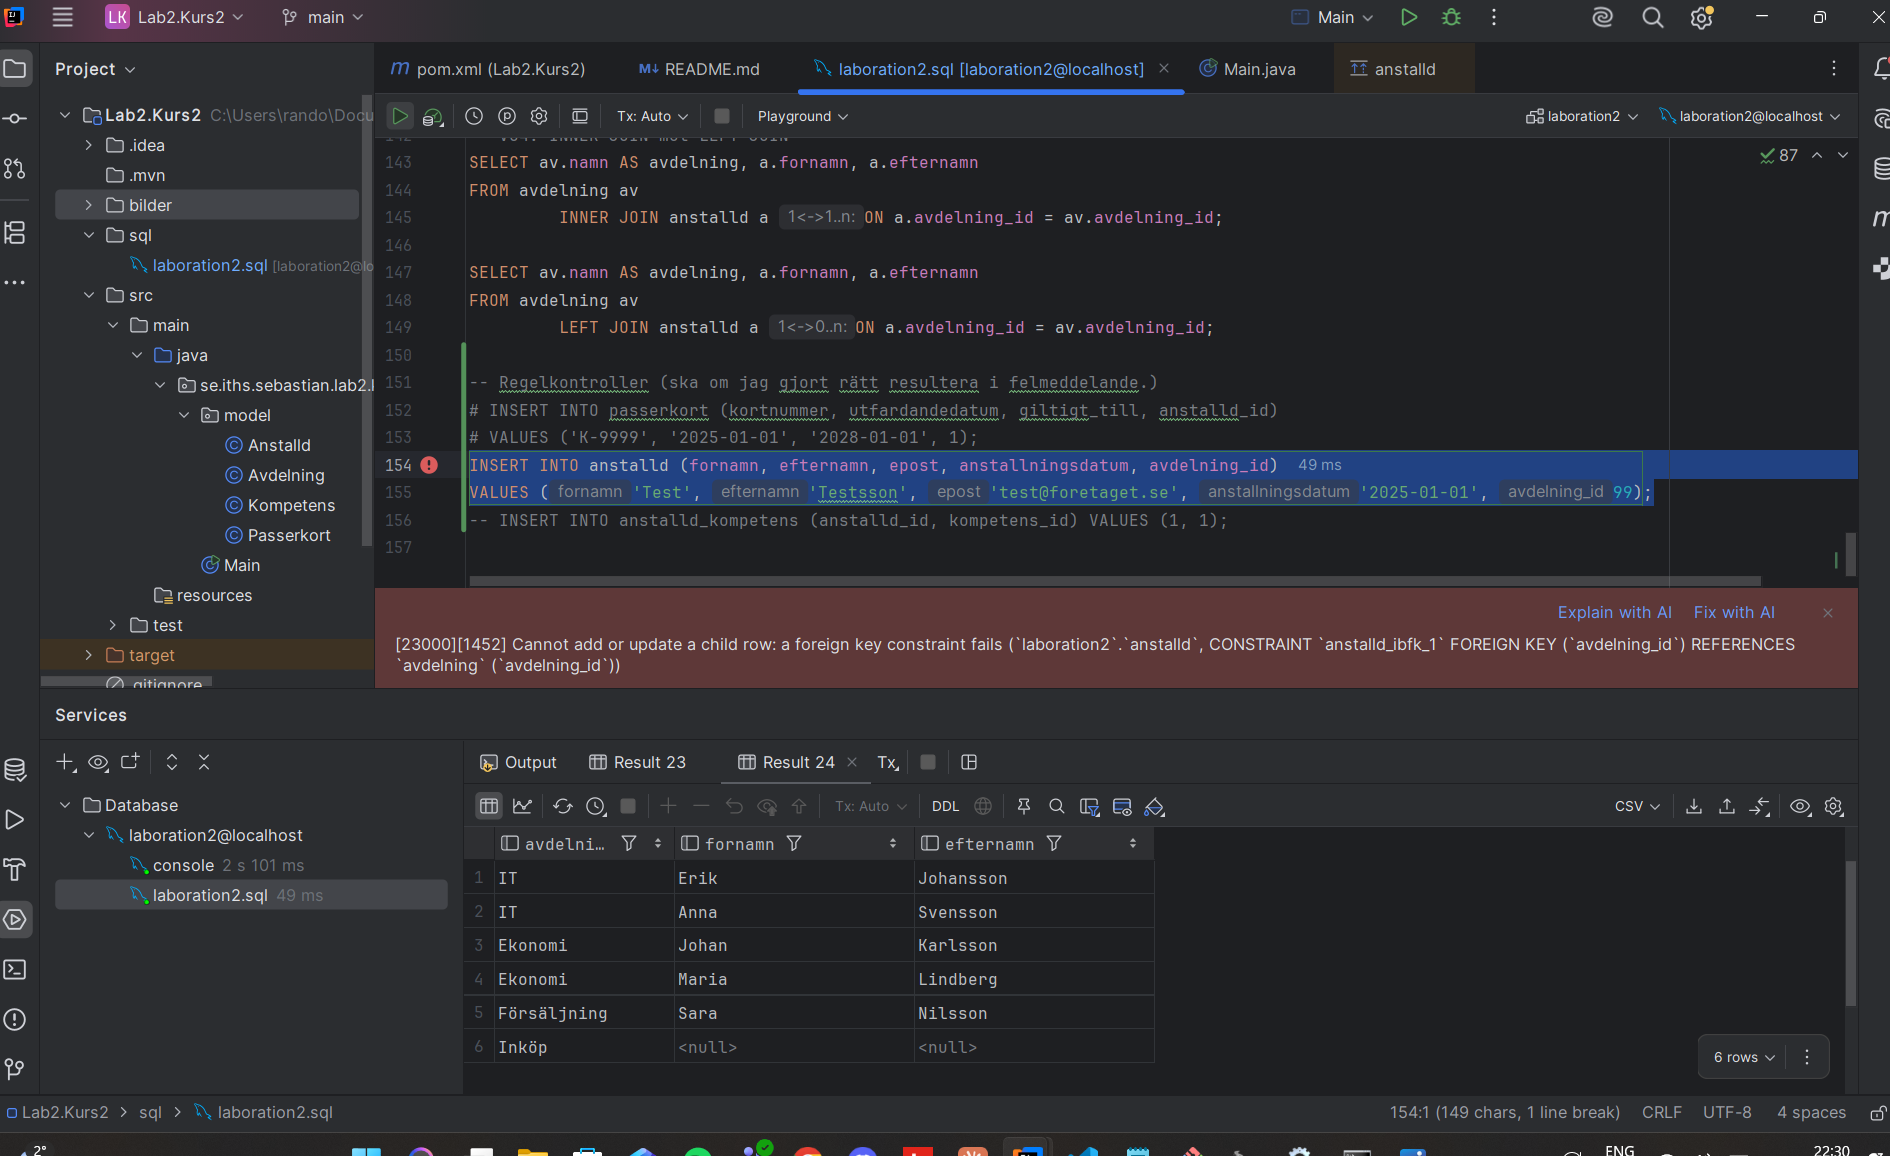 LK Lab2.Kurs2 main Main
Project
pom.xml (Lab2.Kurs2) M↓ README.md laboration2.sql [laboration2@localhost] Main.java anstalld
Tx: Auto Playground laboration2 laboration2@localhost
Lab2.Kurs2 C:\Users\rando\Docu
.idea
.mvn
bilder
sql
laboration2.sql [laboration2@lo
src
main
java
se.iths.sebastian.lab2.
model
Anstalld
Avdelning
Kompetens
Passerkort
Main
resources
test
target
.gitignore
87
143 SELECT av.namn AS avdelning, a.fornamn, a.efternamn
144 FROM avdelning av
145 INNER JOIN anstalld a 1<->1..n: ON a.avdelning_id = av.avdelning_id;
146
147 SELECT av.namn AS avdelning, a.fornamn, a.efternamn
148 FROM avdelning av
149 LEFT JOIN anstalld a 1<->0..n: ON a.avdelning_id = av.avdelning_id;
150
151 -- Regelkontroller (ska om jag gjort rätt resultera i felmeddelande.)
152 # INSERT INTO passerkort (kortnummer, utfardandedatum, giltigt_till, anstalld_id)
153 # VALUES ('K-9999', '2025-01-01', '2028-01-01', 1);
154 INSERT INTO anstalld (fornamn, efternamn, epost, anstallningsdatum, avdelning_id) 49 ms
155 VALUES ( fornamn 'Test', efternamn 'Testsson', epost 'test@foretaget.se', anstallningsdatum '2025-01-01', avdelning_id 99);
156 -- INSERT INTO anstalld_kompetens (anstalld_id, kompetens_id) VALUES (1, 1);
157
Explain with AI Fix with AI
[23000][1452] Cannot add or update a child row: a foreign key constraint fails (`laboration2`.`anstalld`, CONSTRAINT `anstalld_ibfk_1` FOREIGN KEY (`avdelning_id`) REFERENCES
`avdelning` (`avdelning_id`))
Services
Database
laboration2@localhost
console 2 s 101 ms
laboration2.sql 49 ms
Output Result 23 Result 24 Tx
Tx: Auto DDL CSV
avdelni... fornamn efternamn
1 IT Erik Johansson
2 IT Anna Svensson
3 Ekonomi Johan Karlsson
4 Ekonomi Maria Lindberg
5 Försäljning Sara Nilsson
6 Inköp <null> <null>
6 rows
Lab2.Kurs2 > sql > laboration2.sql 154:1 (149 chars, 1 line break) CRLF UTF-8 4 spaces
2° ENG 22:30